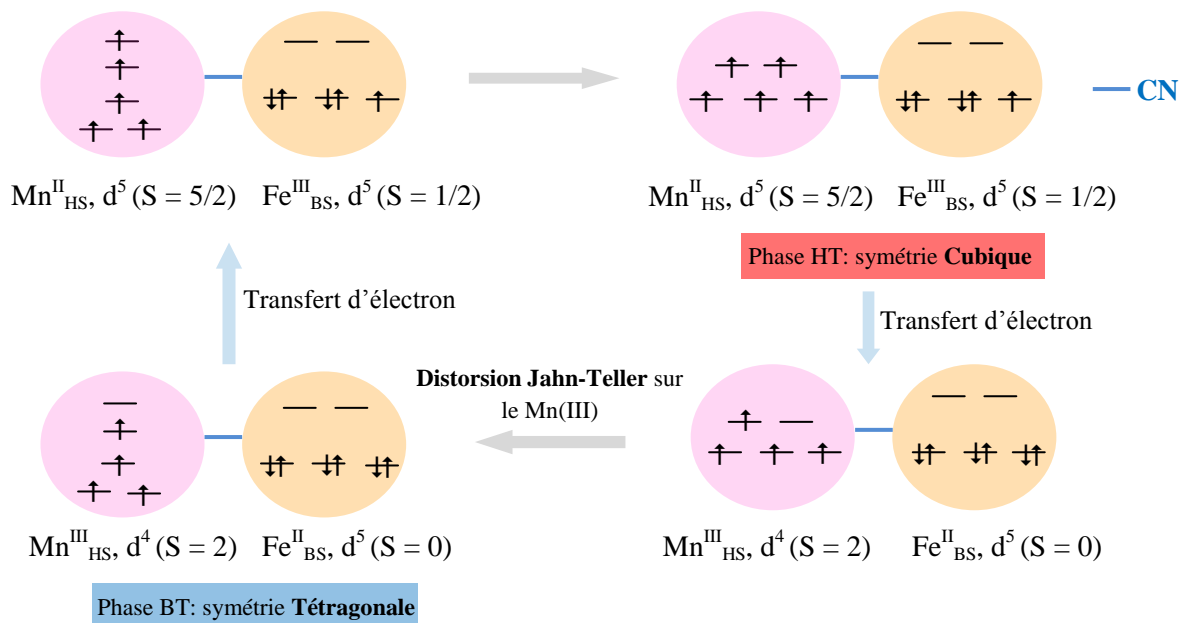 CN
Mn^II_HS, d^5 (S = 5/2) Fe^III_BS, d^5 (S = 1/2)
Mn^II_HS, d^5 (S = 5/2) Fe^III_BS, d^5 (S = 1/2)
Phase HT: symétrie Cubique
Transfert d’électron
Transfert d’électron
Distorsion Jahn-Teller sur
le Mn(III)
Mn^III_HS, d^4 (S = 2) Fe^II_BS, d^5 (S = 0)
Mn^III_HS, d^4 (S = 2) Fe^II_BS, d^5 (S = 0)
Phase BT: symétrie Tétragonale